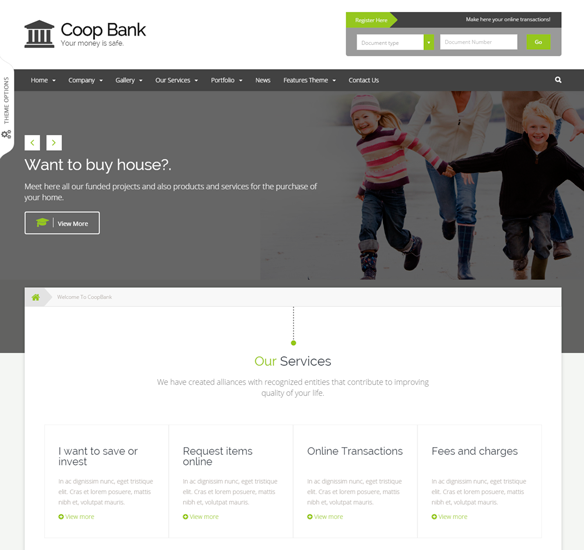 Coop Bank
Your money is safe.
Register Here
Make here your online transactions!
Document type
Document Number
Go
THEME OPTIONS
Home
Company
Gallery
Our Services
Portfolio
News
Features Theme
Contact Us
Want to buy house?.
Meet here all our funded projects and also products and services for the purchase of
your home.
View More
Welcome To CoopBank
Our Services
We have created alliances with recognized entities that contribute to improving
quality of your life.
I want to save or
invest
In ac dignissim nunc, eget tristique
elit. Cras et lorem posuere, mattis
nibh et, volutpat mauris.
View more
Request items
online
In ac dignissim nunc, eget tristique
elit. Cras et lorem posuere, mattis
nibh et, volutpat mauris.
View more
Online Transactions
In ac dignissim nunc, eget tristique
elit. Cras et lorem posuere, mattis
nibh et, volutpat mauris.
View more
Fees and charges
In ac dignissim nunc, eget tristique
elit. Cras et lorem posuere, mattis
nibh et, volutpat mauris.
View more